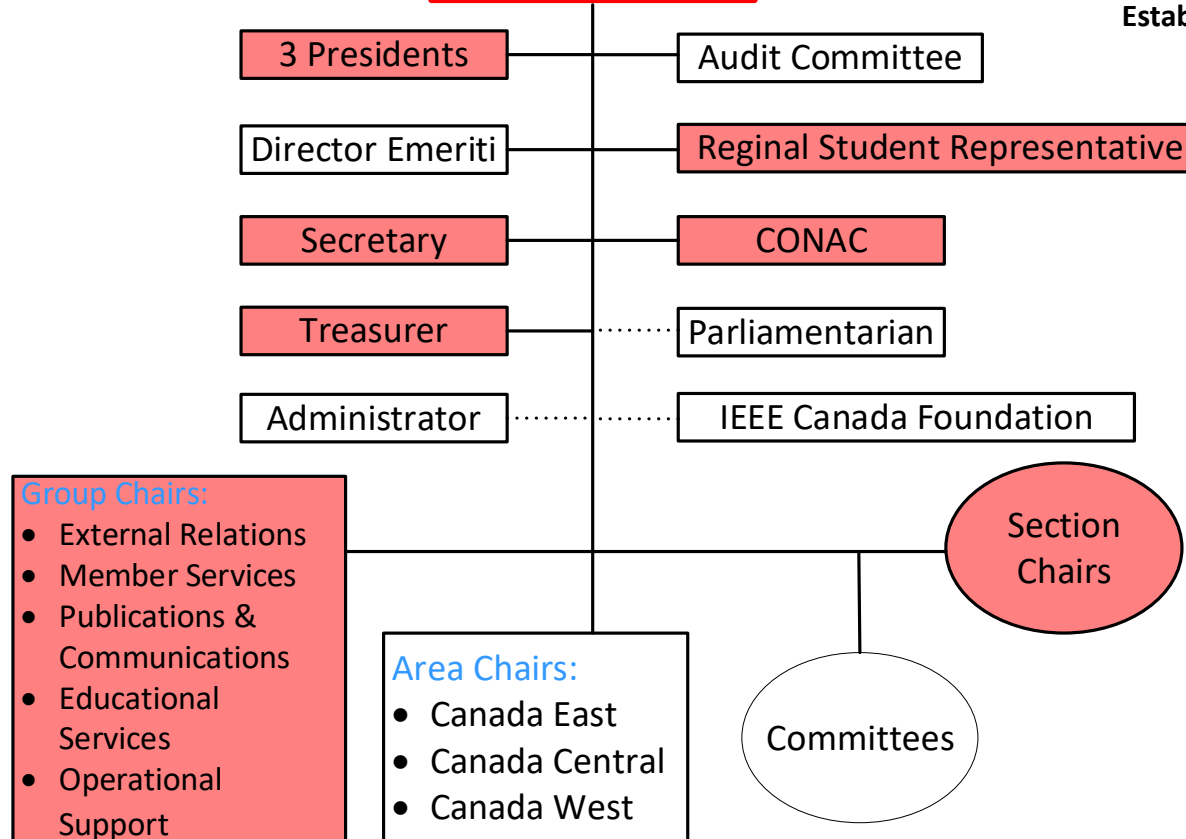 Estab
3 Presidents
Audit Committee
Director Emeriti
Reginal Student Representative
Secretary
CONAC
Treasurer
Parliamentarian
Administrator
IEEE Canada Foundation
Group Chairs:
• External Relations
• Member Services
• Publications &
Communications
• Educational
Services
• Operational
Support
Area Chairs:
• Canada East
• Canada Central
• Canada West
Committees
Section
Chairs